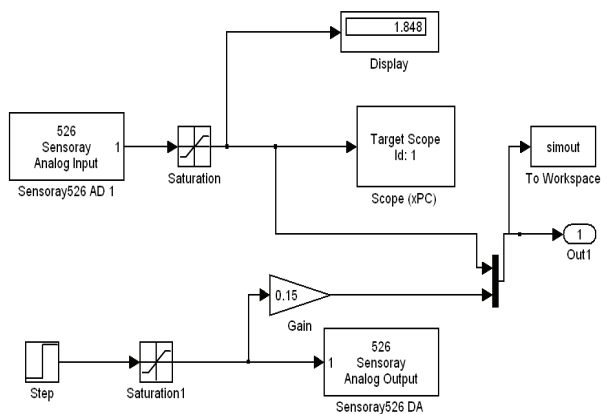 1.848
Display
526
Sensoray
Analog Input
1
Sensoray526 AD 1
Saturation
Target Scope
Id: 1
Scope (xPC)
simout
To Workspace
1
Out1
0.15
Gain
Step
Saturation1
1
526
Sensoray
Analog Output
Sensoray526 DA